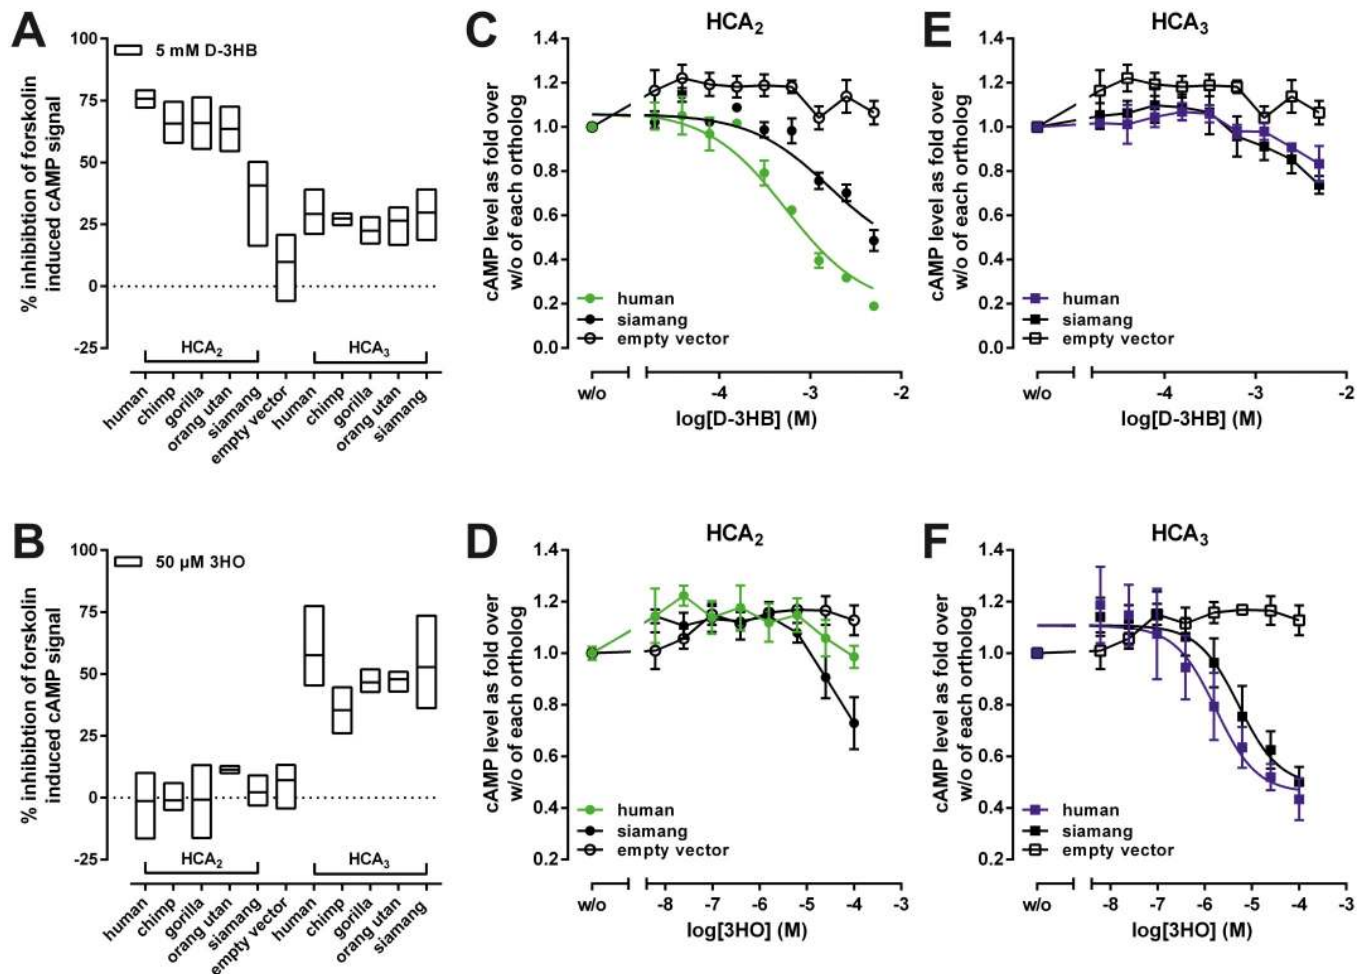 A
100
75
50
25
0
-25
% inhibibtion of forskolin
induced cAMP signal
5 mM D-3HB
HCA2
HCA3
human
chimp
gorilla
orang utan
siamang
empty vector
human
chimp
gorilla
orang utan
siamang
C
HCA2
1.4
1.2
1.0
0.8
0.6
0.4
0.2
0.0
cAMP level as fold over
w/o of each ortholog
human
siamang
empty vector
w/o
-4
-3
-2
log[D-3HB] (M)
E
HCA3
1.4
1.2
1.0
0.8
0.6
0.4
0.2
0.0
cAMP level as fold over
w/o of each ortholog
human
siamang
empty vector
w/o
-4
-3
-2
log[D-3HB] (M)
B
100
75
50
25
0
-25
% inhibibtion of forskolin
induced cAMP signal
50 µM 3HO
HCA2
HCA3
human
chimp
gorilla
orang utan
siamang
empty vector
human
chimp
gorilla
orang utan
siamang
D
HCA2
1.4
1.2
1.0
0.8
0.6
0.4
0.2
cAMP level as fold over
w/o of each ortholog
human
siamang
empty vector
w/o
-8
-7
-6
-5
-4
-3
log[3HO] (M)
F
HCA3
1.4
1.2
1.0
0.8
0.6
0.4
0.2
cAMP level as fold over
w/o of each ortholog
human
siamang
empty vector
w/o
-8
-7
-6
-5
-4
-3
log[3HO] (M)